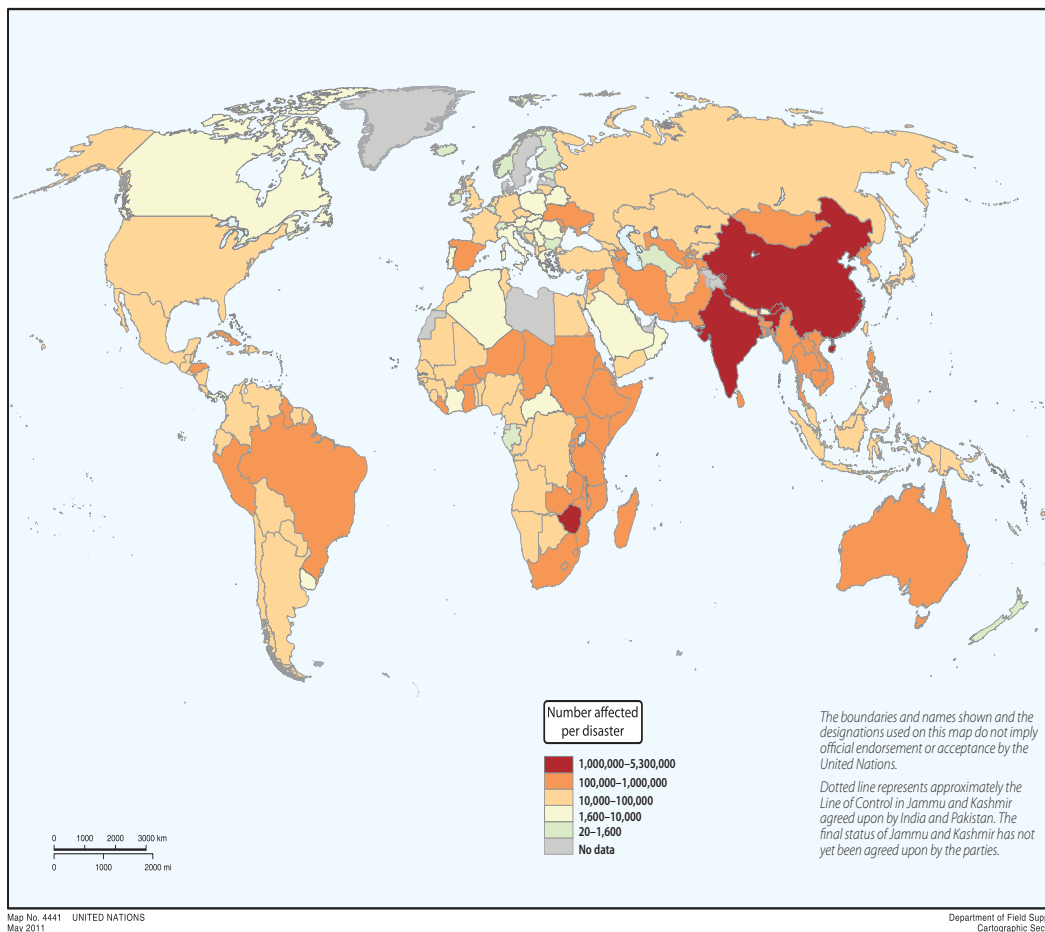 Number affected
per disaster
1,000,000–5,300,000
100,000–1,000,000
10,000–100,000
1,600–10,000
20–1,600
No data
The boundaries and names shown and the
designations used on this map do not imply
official endorsement or acceptance by the
United Nations.
Dotted line represents approximately the
Line of Control in Jammu and Kashmir
agreed upon by India and Pakistan. The
final status of Jammu and Kashmir has not
yet been agreed upon by the parties.
0 1000 2000 3000 km
0 1000 2000 mi
Map No. 4441 UNITED NATIONS
May 2011
Department of Field Supp
Cartographic Sec